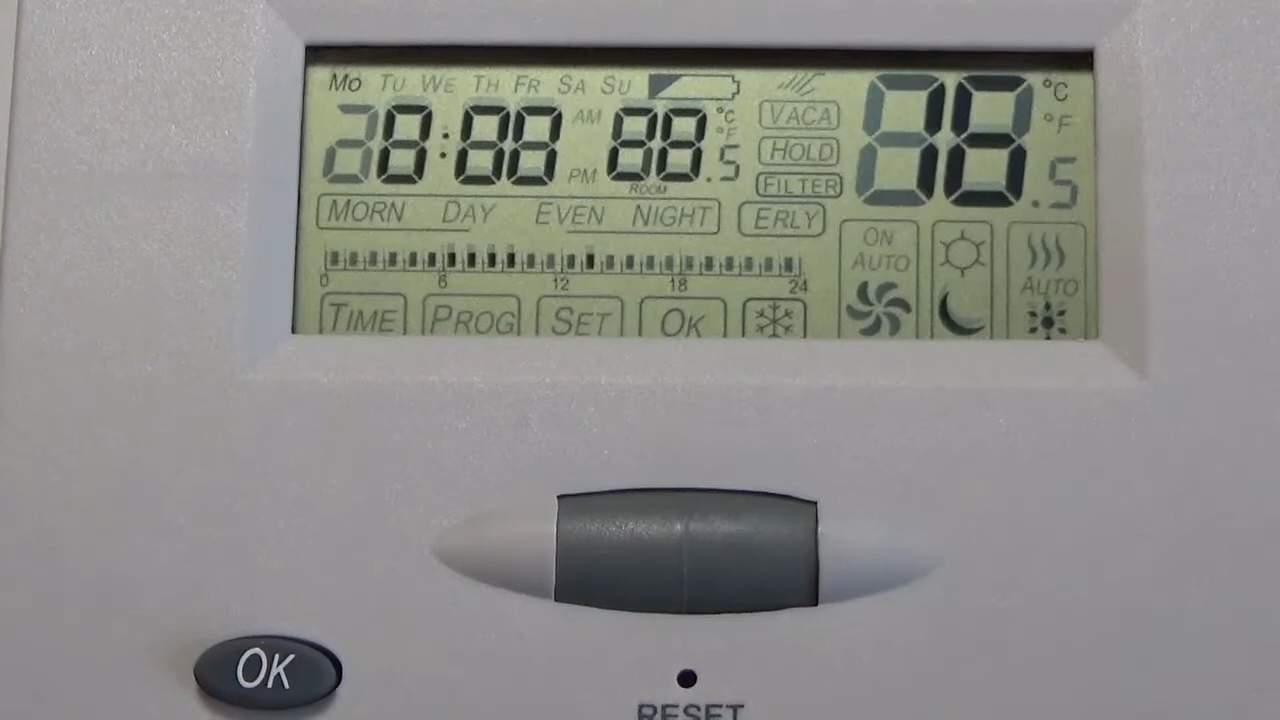 Mo TU WE TH FR SA SU
28:88 AM PM 88.5 °C °F
ROOM
VACA
HOLD
FILTER
88.5 °C °F
MORN DAY EVEN NIGHT ERLY
0 6 12 18 24
TIME PROG SET OK
ON
AUTO
AUTO
OK
RESET